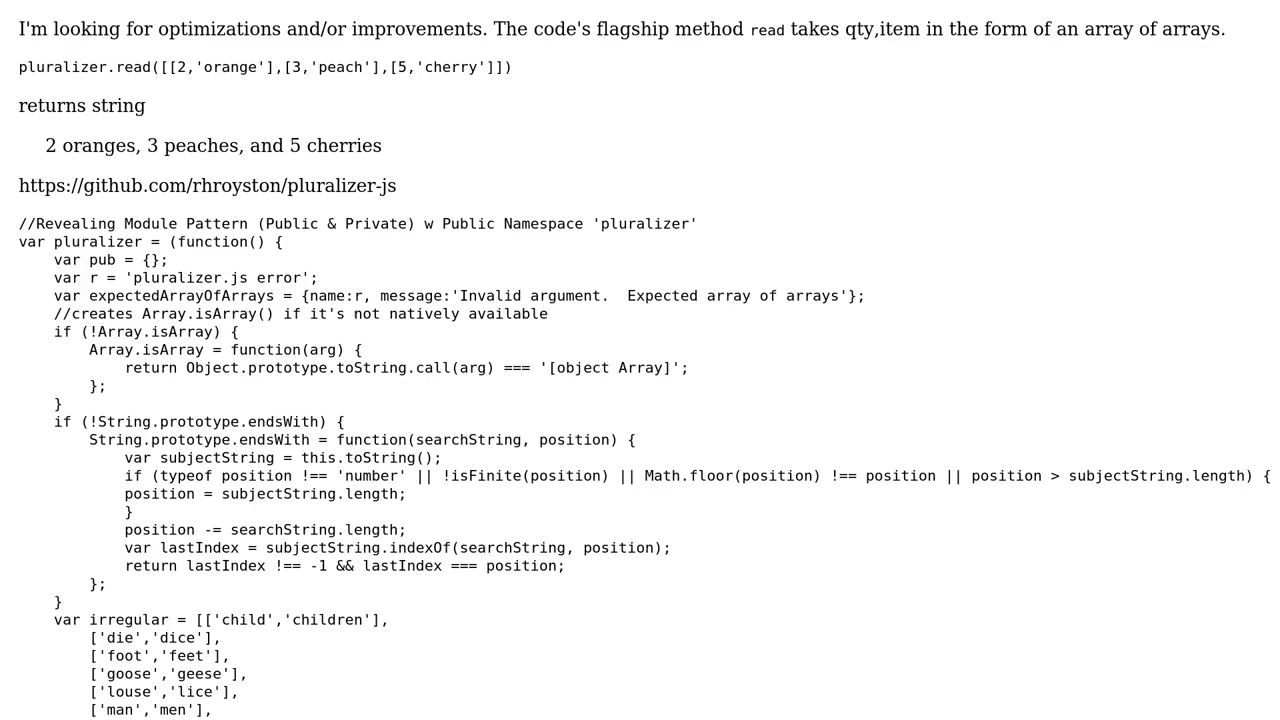 I'm looking for optimizations and/or improvements. The code's flagship method read takes qty,item in the form of an array of arrays.
pluralizer.read([[2,'orange'],[3,'peach'],[5,'cherry']])
returns string
2 oranges, 3 peaches, and 5 cherries
https://github.com/rhroyston/pluralizer-js
//Revealing Module Pattern (Public & Private) w Public Namespace 'pluralizer'
var pluralizer = (function() {
    var pub = {};
    var r = 'pluralizer.js error';
    var expectedArrayOfArrays = {name:r, message:'Invalid argument.  Expected array of arrays'};
    //creates Array.isArray() if it's not natively available
    if (!Array.isArray) {
        Array.isArray = function(arg) {
            return Object.prototype.toString.call(arg) === '[object Array]';
        };
    }
    if (!String.prototype.endsWith) {
        String.prototype.endsWith = function(searchString, position) {
            var subjectString = this.toString();
            if (typeof position !== 'number' || !isFinite(position) || Math.floor(position) !== position || position > subjectString.length) {
            position = subjectString.length;
            }
            position -= searchString.length;
            var lastIndex = subjectString.indexOf(searchString, position);
            return lastIndex !== -1 && lastIndex === position;
        };
    }
    var irregular = [['child','children'],
        ['die','dice'],
        ['foot','feet'],
        ['goose','geese'],
        ['louse','lice'],
        ['man','men'],